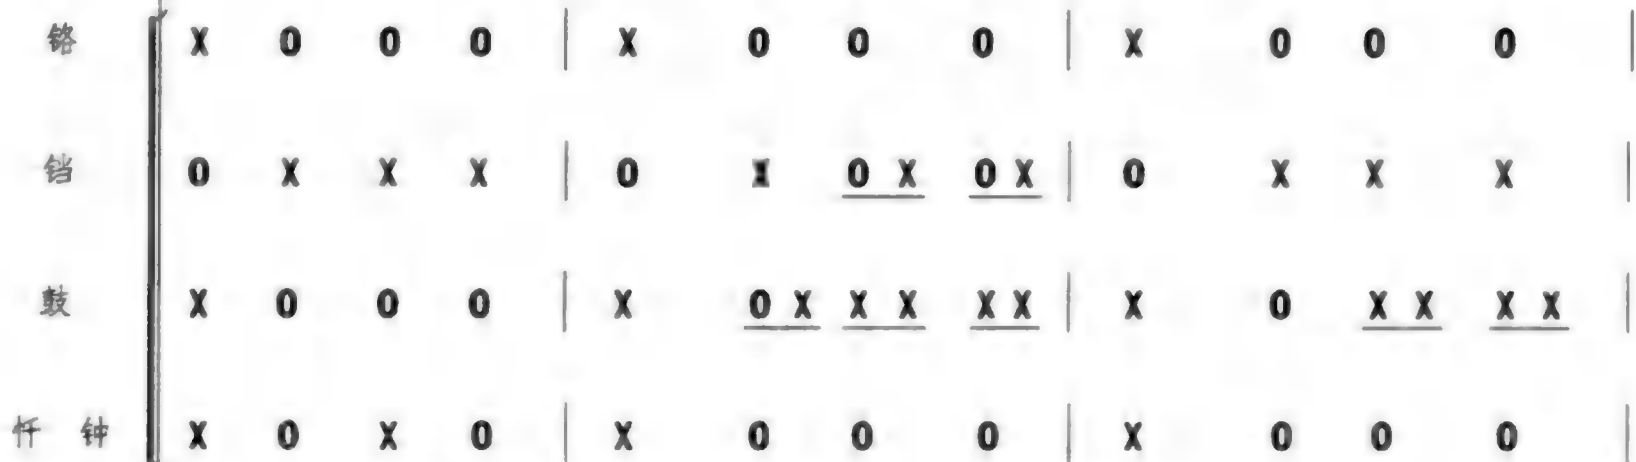 铬 X 0 0 0 | X 0 0 0 | X 0 0 0 |
铛 0 X X X | 0 X 0 X 0 X | 0 X X X |
鼓 X 0 0 0 | X 0 X X X X X | X 0 X X X X |
忏 钟 X 0 X 0 | X 0 0 0 | X 0 0 0 |